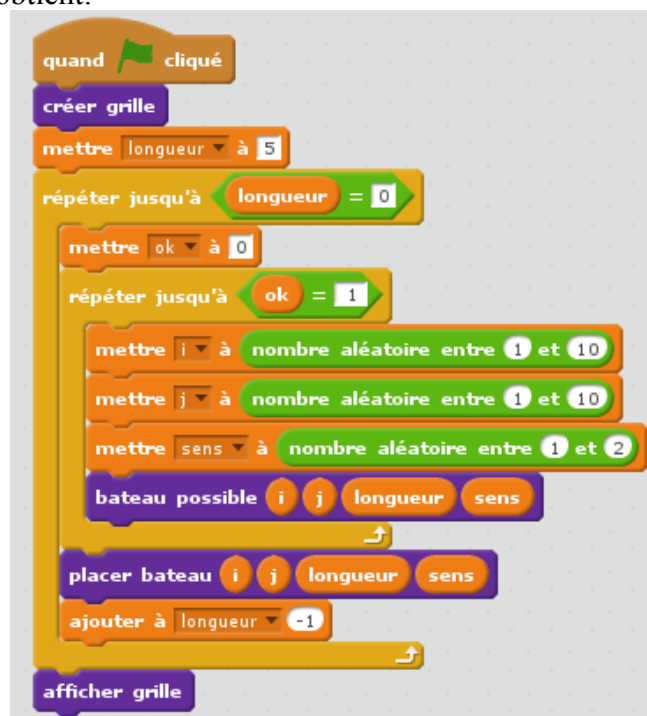 obtient:
quand cliqué
créer grille
mettre longueur à 5
répéter jusqu'à longueur = 0
mettre ok à 0
répéter jusqu'à ok = 1
mettre i à nombre aléatoire entre 1 et 10
mettre j à nombre aléatoire entre 1 et 10
mettre sens à nombre aléatoire entre 1 et 2
bateau possible i j longueur sens
placer bateau i j longueur sens
ajouter à longueur -1
afficher grille